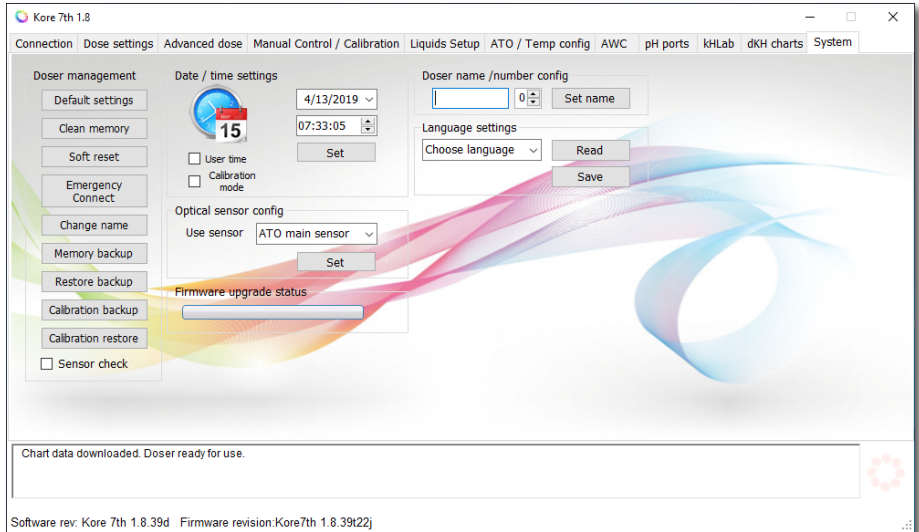 Kore 7th 1.8
Connection Dose settings Advanced dose Manual Control / Calibration Liquids Setup ATO / Temp config AWC pH ports kHLab dKH charts System
Doser management
Default settings
Clean memory
Soft reset
Emergency
Connect
Change name
Memory backup
Restore backup
Calibration backup
Calibration restore
Sensor check
Date / time settings
MAY
15
4/13/2019
07:33:05
User time
Calibration
mode
Set
Optical sensor config
Use sensor ATO main sensor
Set
Firmware upgrade status
Doser name /number config
0 Set name
Language settings
Choose language Read
Save
Chart data downloaded. Doser ready for use.
Software rev: Kore 7th 1.8.39d Firmware revision:Kore7th 1.8.39t22j